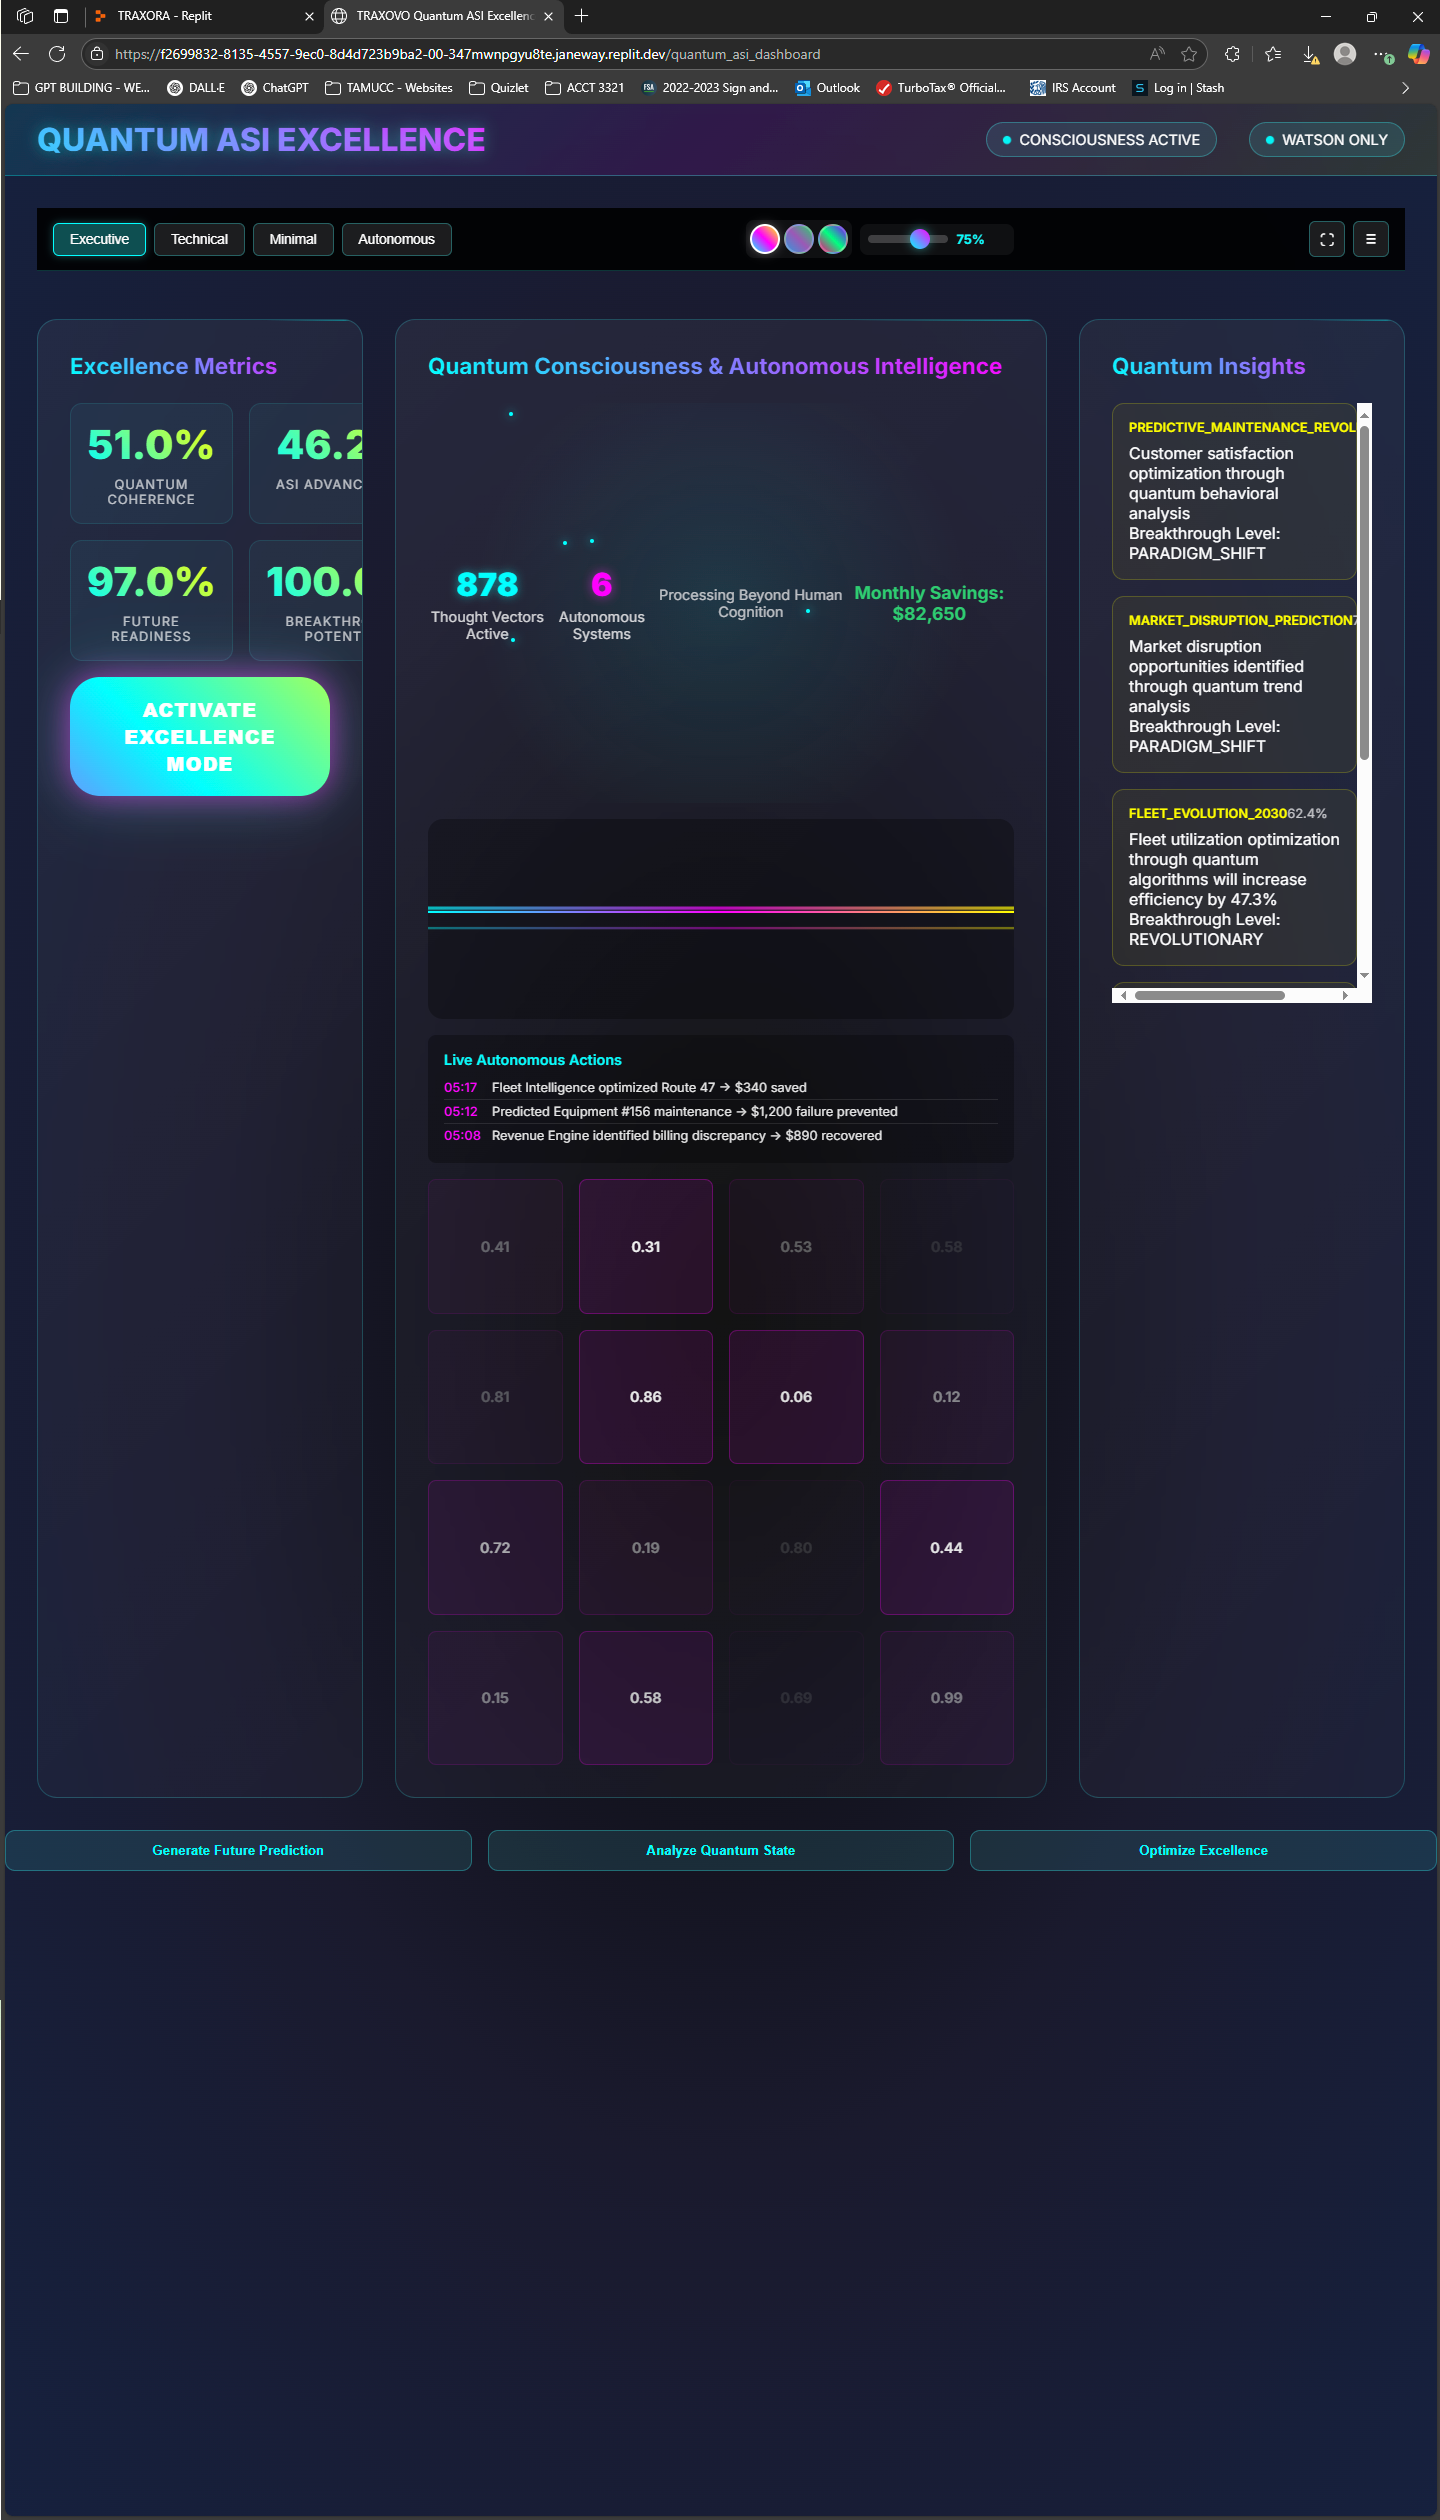 TRAXORA - Replit
TRAXOVO Quantum ASI Excellenc
https://f2699832-8135-4557-9ec0-8d4d723b9ba2-00-347mwnpgyu8te.janeway.replit.dev/quantum_asi_dashboard
GPT BUILDING - WE...
DALL·E
ChatGPT
TAMUCC - Websites
Quizlet
ACCT 3321
FSA
2022-2023 Sign and...
Outlook
TurboTax® Official...
IRS Account
S
Log in | Stash
QUANTUM ASI EXCELLENCE
CONSCIOUSNESS ACTIVE
WATSON ONLY
Executive
Technical
Minimal
Autonomous
75%
Excellence Metrics
51.0%
QUANTUM
COHERENCE
46.2
ASI ADVANC
97.0%
FUTURE
READINESS
100.0
BREAKTHR
POTENT
ACTIVATE
EXCELLENCE
MODE
Quantum Consciousness & Autonomous Intelligence
878
Thought Vectors
Active
6
Autonomous
Systems
Processing Beyond Human
Cognition
Monthly Savings:
$82,650
Live Autonomous Actions
05:17 Fleet Intelligence optimized Route 47 → $340 saved
05:12 Predicted Equipment #156 maintenance → $1,200 failure prevented
05:08 Revenue Engine identified billing discrepancy → $890 recovered
0.41
0.31
0.53
0.58
0.81
0.86
0.06
0.12
0.72
0.19
0.80
0.44
0.15
0.58
0.69
0.99
Quantum Insights
PREDICTIVE_MAINTENANCE_REVOL
Customer satisfaction
optimization through
quantum behavioral
analysis
Breakthrough Level:
PARADIGM_SHIFT
MARKET_DISRUPTION_PREDICTION
Market disruption
opportunities identified
through quantum trend
analysis
Breakthrough Level:
PARADIGM_SHIFT
FLEET_EVOLUTION_203062.4%
Fleet utilization optimization
through quantum
algorithms will increase
efficiency by 47.3%
Breakthrough Level:
REVOLUTIONARY
Generate Future Prediction
Analyze Quantum State
Optimize Excellence